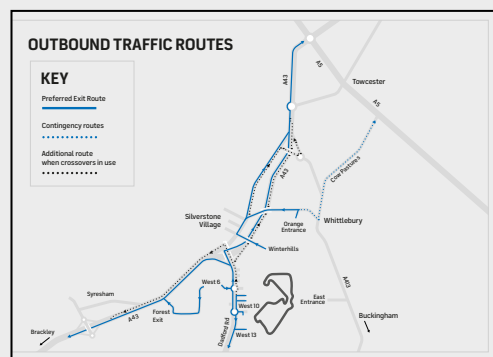 OUTBOUND TRAFFIC ROUTES
KEY
Preferred Exit Route
Contingency routes
Additional route
when crossovers in use
A43
A5
Towcester
A5
A43
Cow Pastures
Silverstone
Village
Orange
Entrance
Whittlebury
Winterhills
West 6
A403
Syresham
Forest
Exit
West 10
East
Entrance
Buckingham
A43
Dadford Rd
West 13
Brackley